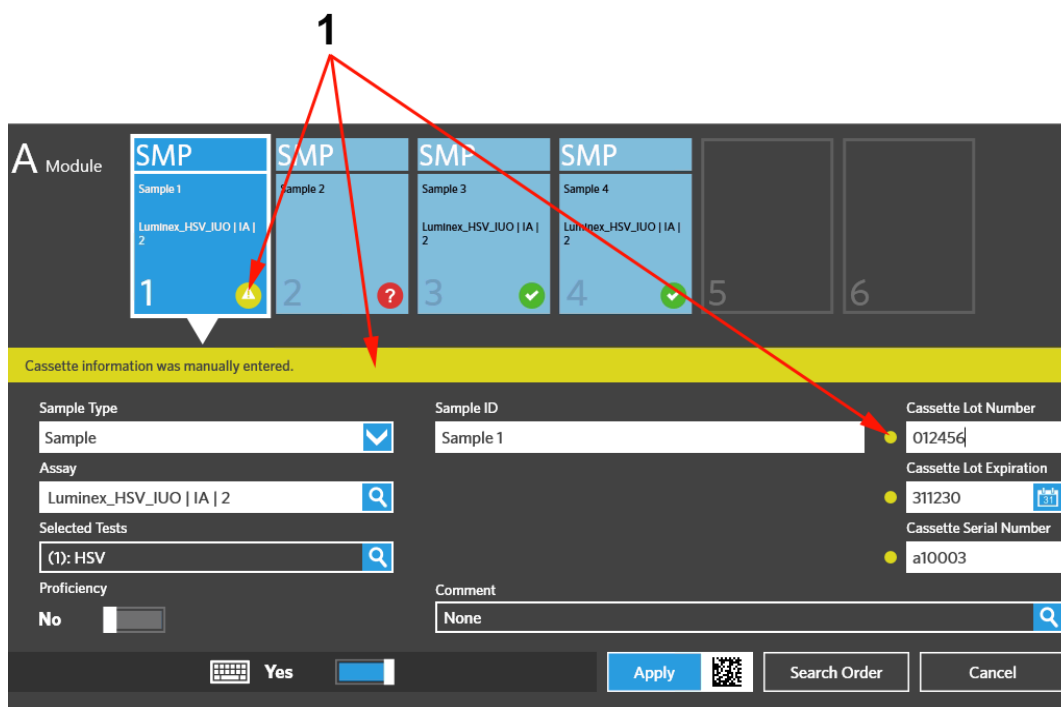 1
A Module
SMP
Sample 1
Luminex_HSV_IUO | IA |
2
1
SMP
Sample 2
2
?
SMP
Sample 3
Luminex_HSV_IUO | IA |
2
3
SMP
Sample 4
Luminex_HSV_IUO | IA |
2
4
5
6
Cassette information was manually entered.
Sample Type
Sample
Sample ID
Sample 1
Cassette Lot Number
012456
Assay
Luminex_HSV_IUO | IA | 2
Cassette Lot Expiration
311230
31
Selected Tests
(1): HSV
Cassette Serial Number
a10003
Proficiency
No
Comment
None
Yes
Apply
Search Order
Cancel